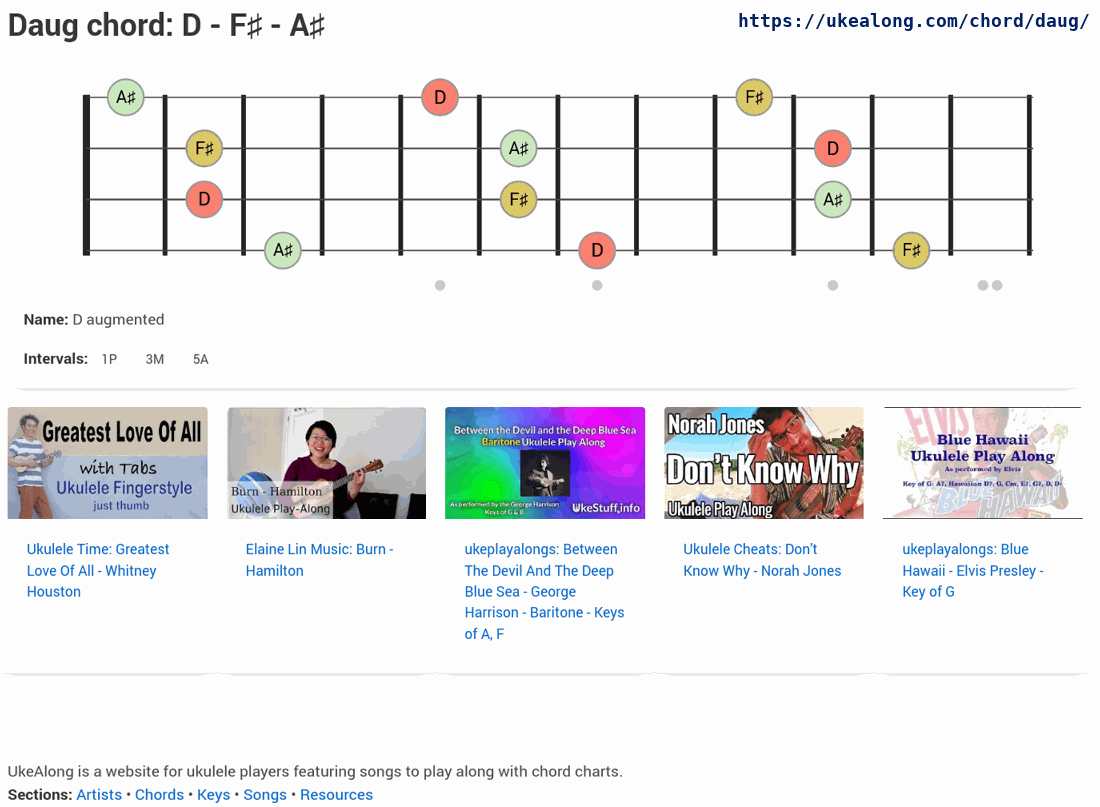 Daug chord: D - F♯ - A♯
https://ukealong.com/chord/daug/
A♯ D F♯
F♯ A♯ D
D F♯ A♯
A♯ D F♯
Name: D augmented
Intervals: 1P 3M 5A
Greatest Love Of All
with Tabs
Ukulele Fingerstyle
just thumb
Burn - Hamilton
Ukulele Play-Along
Between the Devil and the Deep Blue Sea
Baritone Ukulele Play Along
As performed by the George Harrison
Keys of G & B
UkeStuff.info
Norah Jones
Don't Know Why
Ukulele Play Along
ELVIS
Blue Hawaii
Ukulele Play Along
As performed by Elvis
Key of G: A7, Hawaiian D7, G, Cm, E7, G7, D, D+
BLUE HAWAII
Ukulele Time: Greatest
Love Of All - Whitney
Houston
Elaine Lin Music: Burn -
Hamilton
ukeplayalongs: Between
The Devil And The Deep
Blue Sea - George
Harrison - Baritone - Keys
of A, F
Ukulele Cheats: Don't
Know Why - Norah Jones
ukeplayalongs: Blue
Hawaii - Elvis Presley -
Key of G
UkeAlong is a website for ukulele players featuring songs to play along with chord charts.
Sections: Artists • Chords • Keys • Songs • Resources